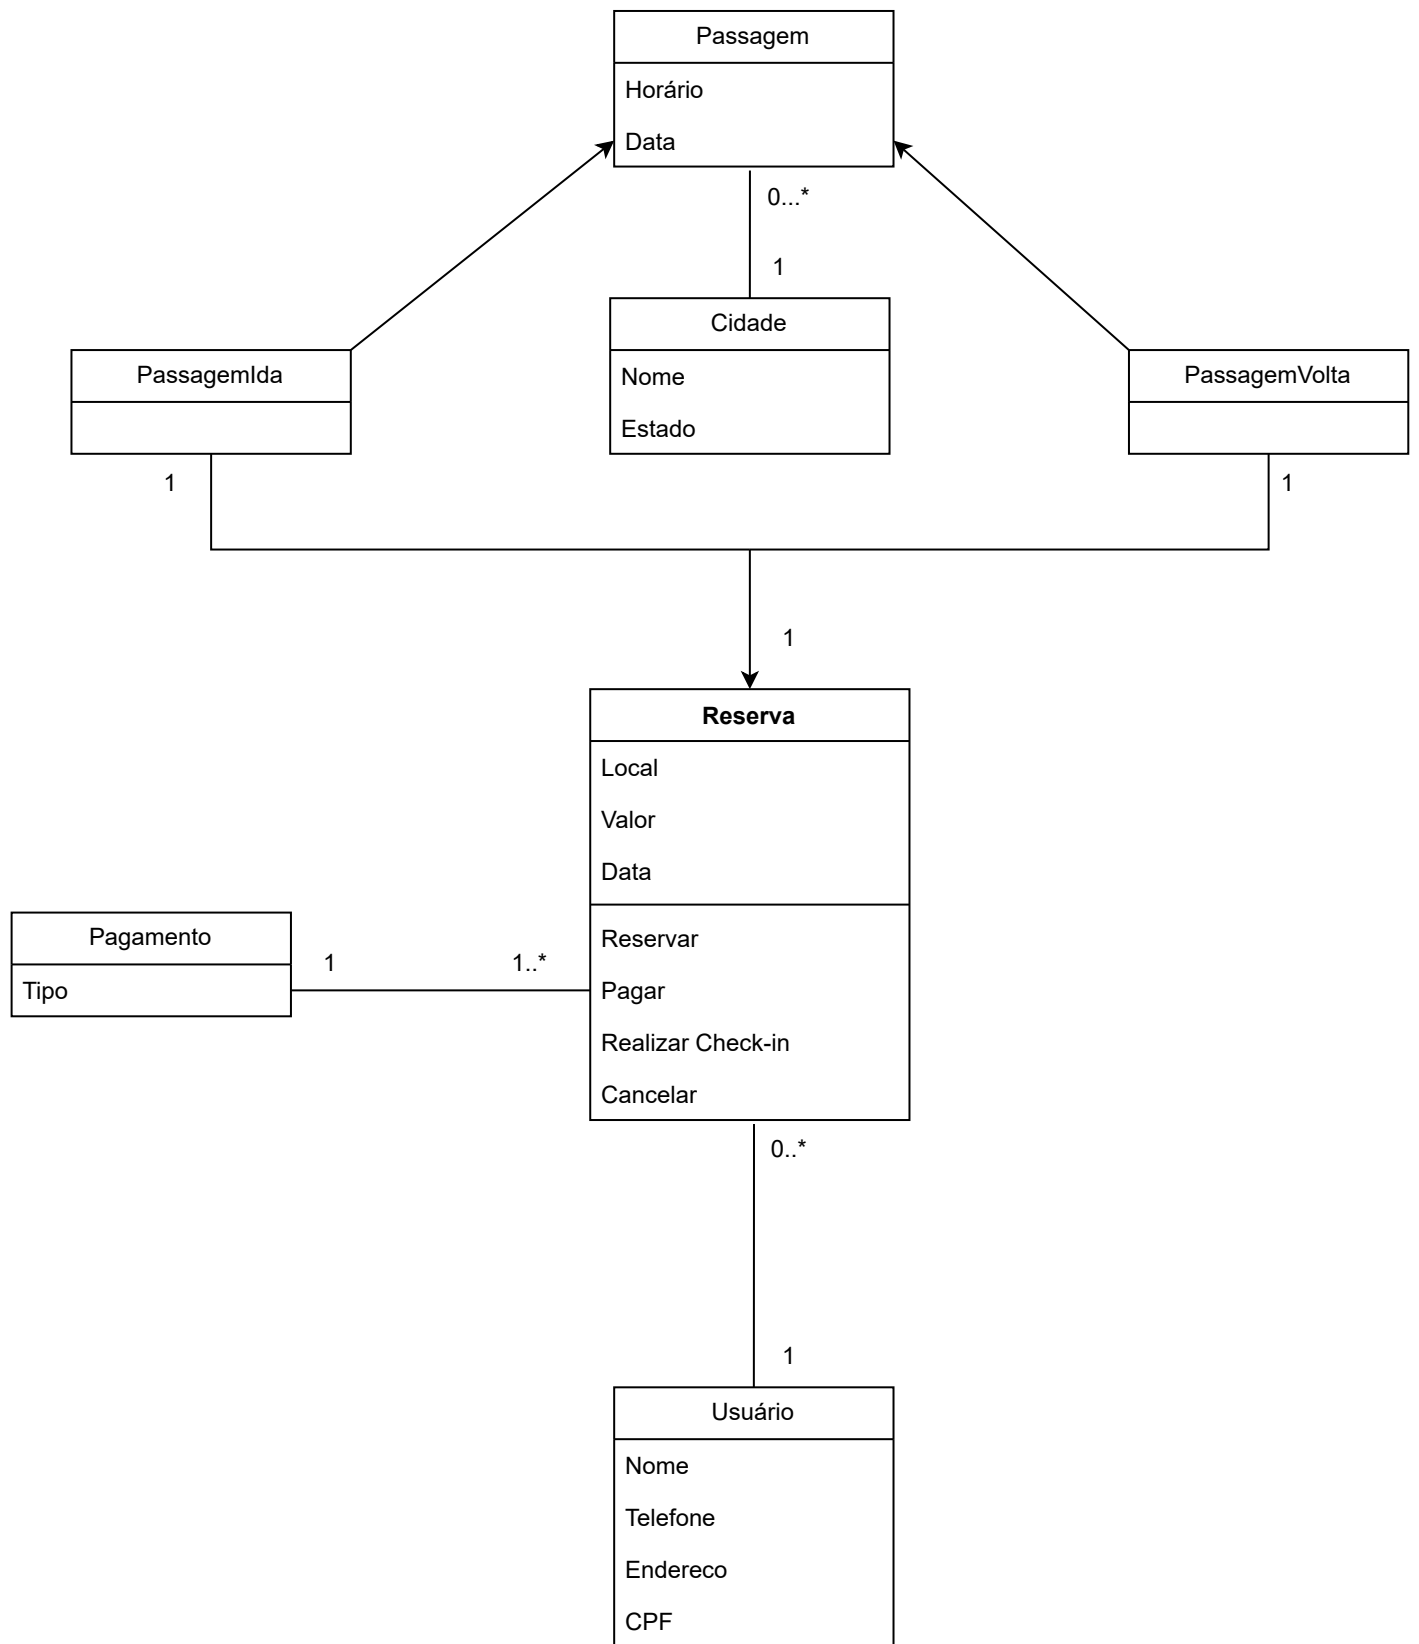 Passagem
Horário
Data
0...*
1
Cidade
Nome
Estado
PassagemIda
1
PassagemVolta
1
1
Reserva
Local
Valor
Data
Reservar
Pagar
Realizar Check-in
Cancelar
Pagamento
Tipo
1
1..*
0..*
1
Usuário
Nome
Telefone
Endereco
CPF